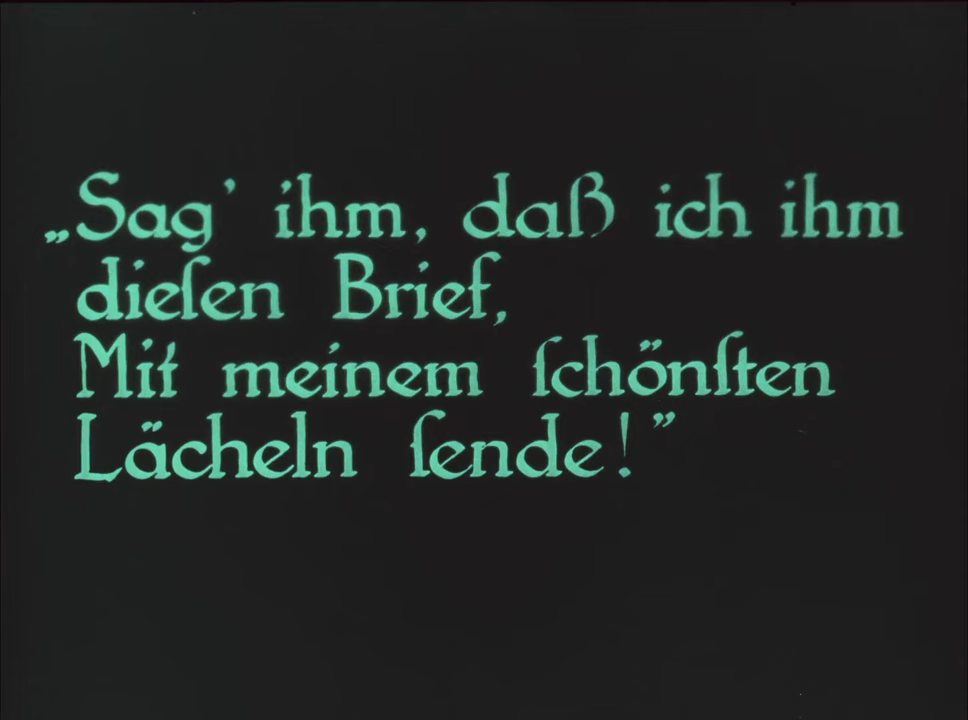 „Sag’ ihm, daß ich ihm
dieſen Brief,
Mit meinem ſchönſten
Lächeln ſende!”